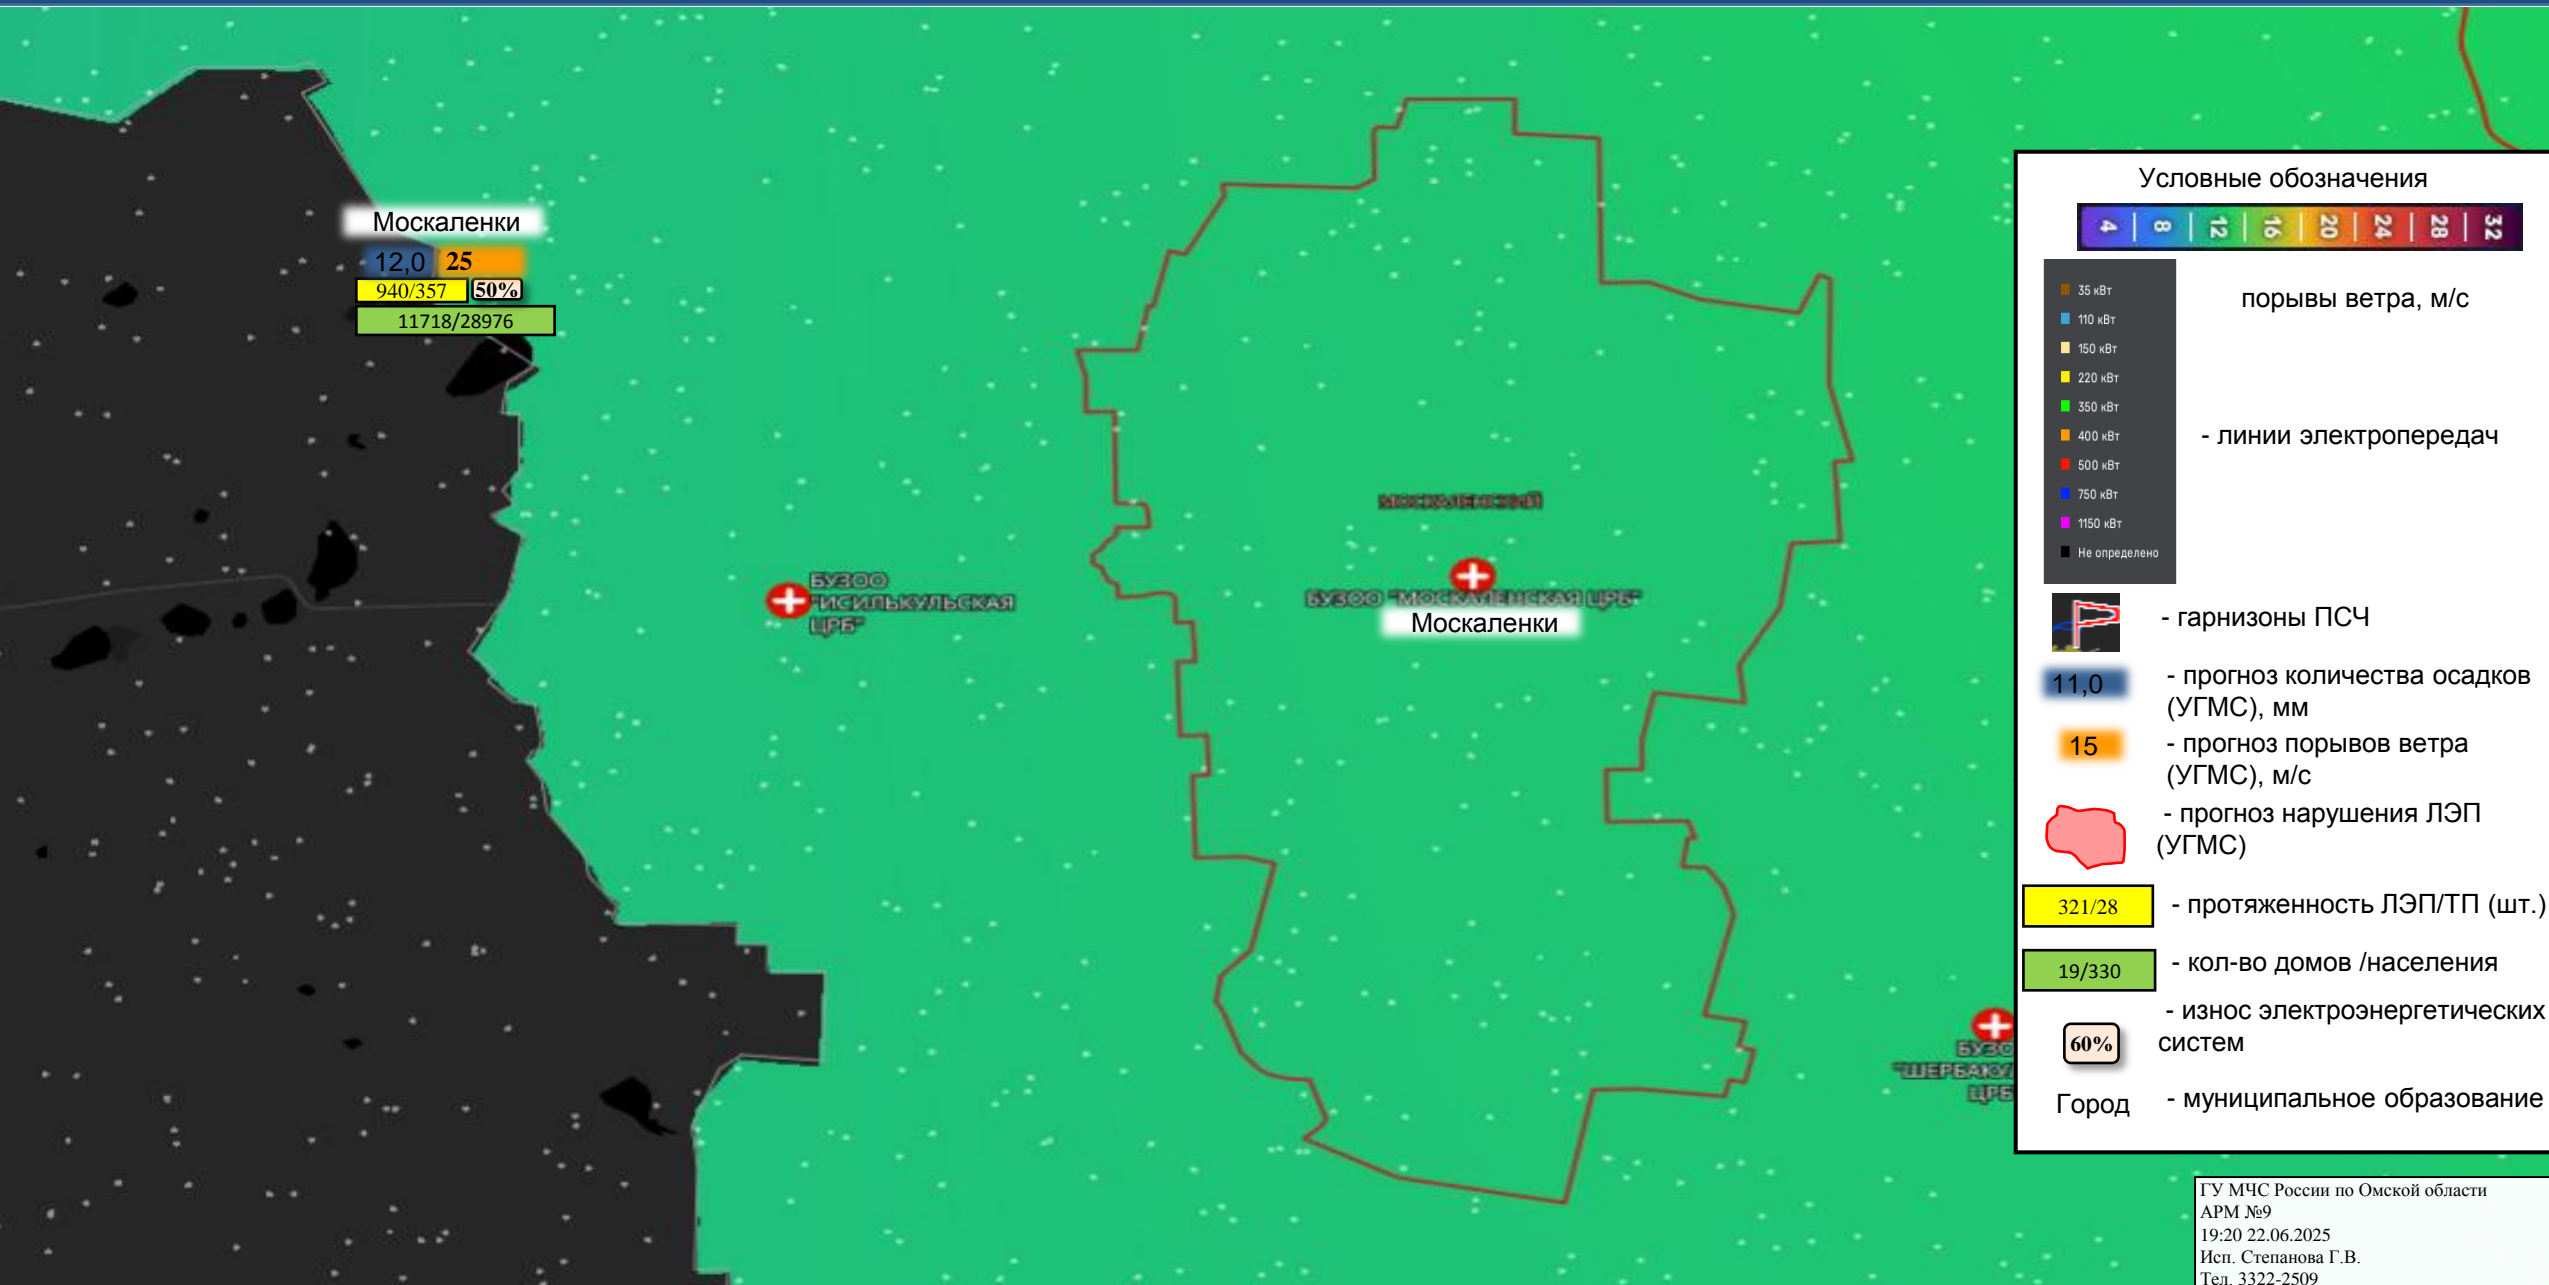 Москаленки
12,0 25
940/357 50%
11718/28976
МОСКАЛЕНСКИЙ
БУЗОО
"ИСИЛЬКУЛЬСКАЯ
ЦРБ"
БУЗОО "МОСКАЛЕНСКАЯ ЦРБ"
Москаленки
БУЗО
"ШЕРБАКУЛ
ЦРБ
Условные обозначения
4 8 12 16 20 24 28 32
порывы ветра, м/с
35 кВт
110 кВт
150 кВт
220 кВт
350 кВт
400 кВт
500 кВт
750 кВт
1150 кВт
Не определено
- линии электропередач
- гарнизоны ПСЧ
11,0 - прогноз количества осадков
(УГМС), мм
15 - прогноз порывов ветра
(УГМС), м/с
- прогноз нарушения ЛЭП
(УГМС)
321/28 - протяженность ЛЭП/ТП (шт.)
19/330 - кол-во домов /населения
- износ электроэнергетических
60% систем
Город - муниципальное образование
ГУ МЧС России по Омской области
АРМ №9
19:20 22.06.2025
Исп. Степанова Г.В.
Тел. 3322-2509